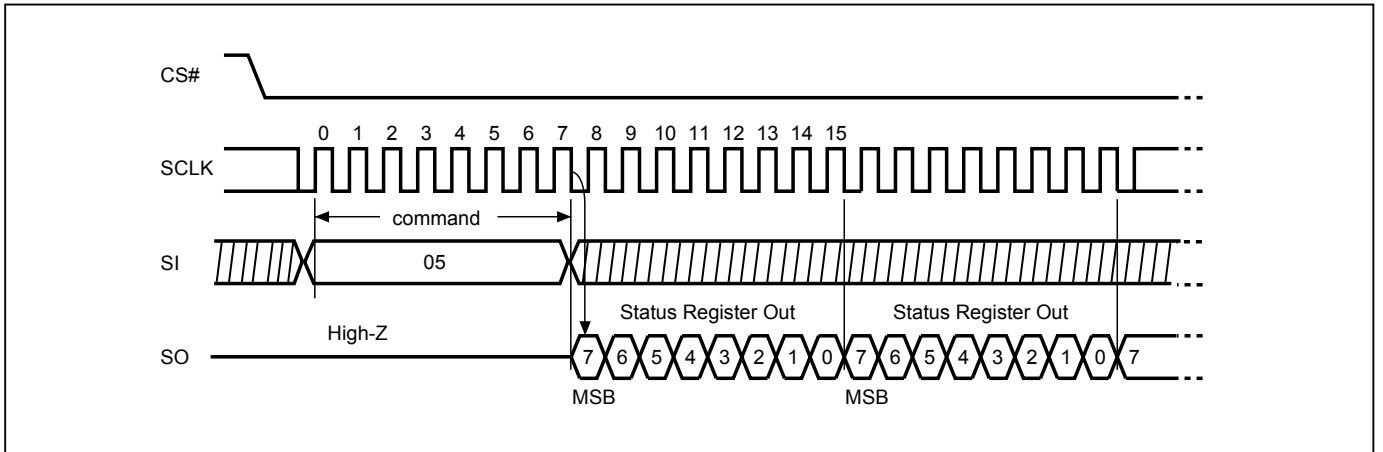 CS#
0 1 2 3 4 5 6 7 8 9 10 11 12 13 14 15
SCLK
command
SI
05
Status Register Out Status Register Out
High-Z
SO
7 6 5 4 3 2 1 0 7 6 5 4 3 2 1 0 7
MSB MSB